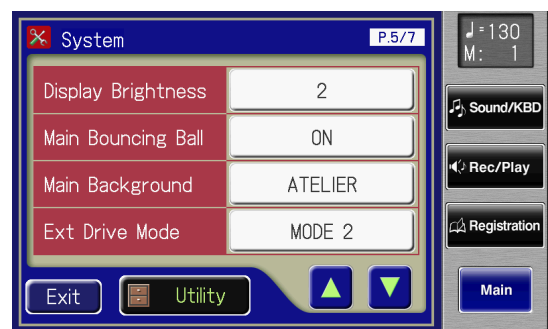 System P.5/7
Display Brightness 2
Main Bouncing Ball ON
Main Background ATELIER
Ext Drive Mode MODE 2
Exit Utility
♩=130
M: 1
Sound/KBD
Rec/Play
Registration
Main